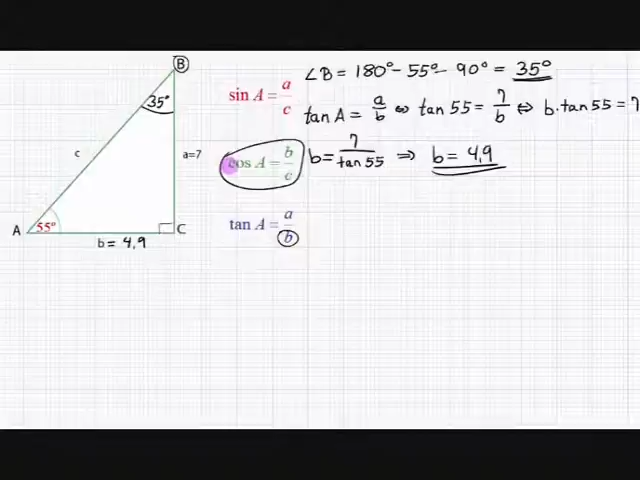 B
35°
c
a=7
A
55°
C
b = 4,9
sin A = a/c
cos A = b/c
tan A = a/b
∠B = 180° - 55° - 90° = 35°
tan A = a/b ⇔ tan 55 = 7/b ⇔ b·tan 55 = 7
b = 7/tan 55 ⇒ b = 4,9